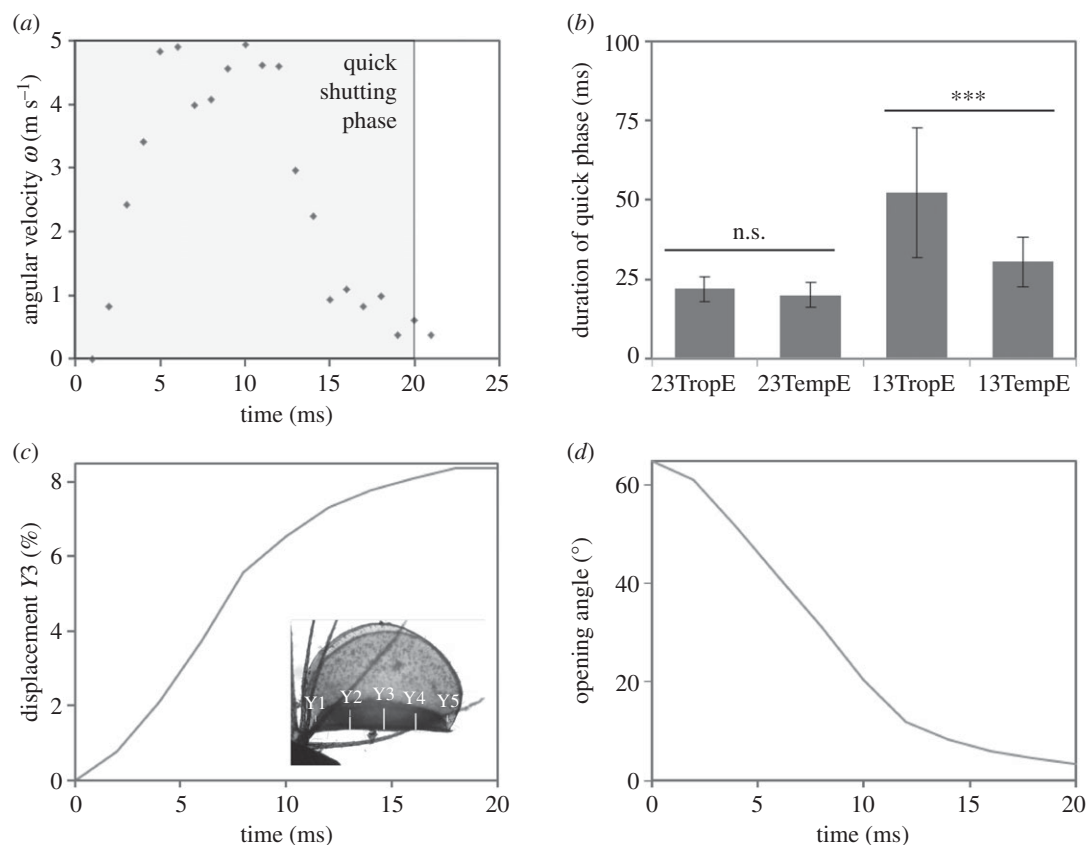 (a)
5
4
3
2
1
0
angular velocity ω (m s⁻¹)
quick
shutting
phase
5
10
15
20
25
time (ms)
(b)
100
75
50
25
0
duration of quick phase (ms)
n.s.
***
23TropE
23TempE
13TropE
13TempE
(c)
8
6
4
2
0
displacement Y3 (%)
Y1
Y2
Y3
Y4
Y5
0
5
10
15
20
time (ms)
(d)
60
40
20
0
opening angle (°)
0
5
10
15
20
time (ms)